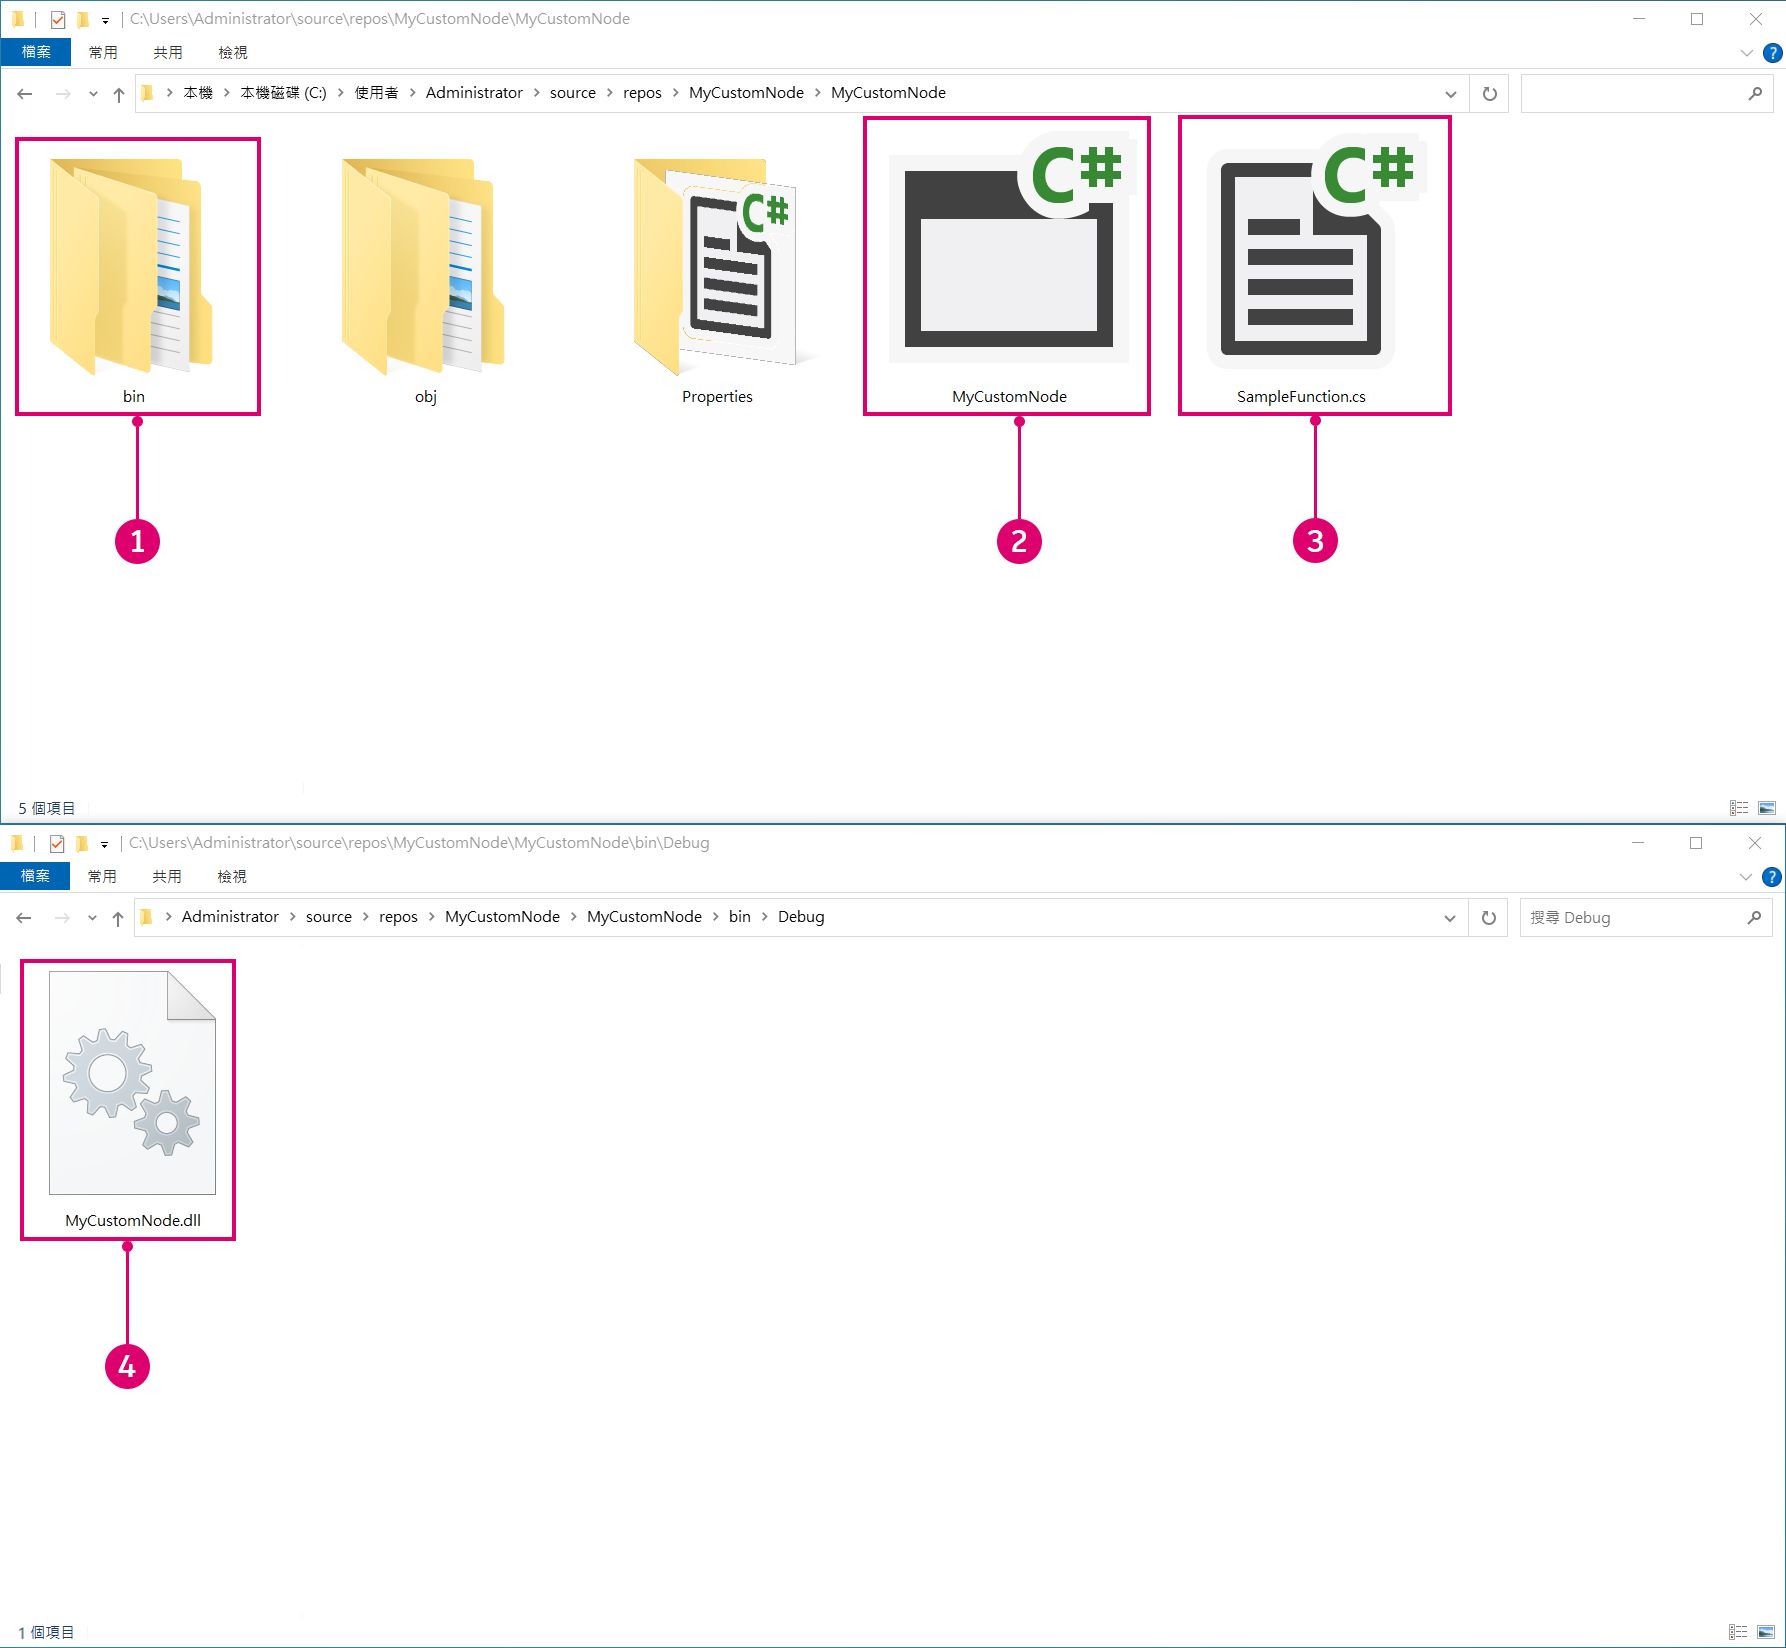 C:\Users\Administrator\source\repos\MyCustomNode\MyCustomNode
檔案 常用 共用 檢視
本機 本機磁碟 (C:) 使用者 Administrator source repos MyCustomNode MyCustomNode
C# C# C#
bin obj Properties MyCustomNode SampleFunction.cs
1 2 3
5 個項目
C:\Users\Administrator\source\repos\MyCustomNode\MyCustomNode\bin\Debug
檔案 常用 共用 檢視
Administrator source repos MyCustomNode MyCustomNode bin Debug 搜尋 Debug
MyCustomNode.dll
4
1 個項目